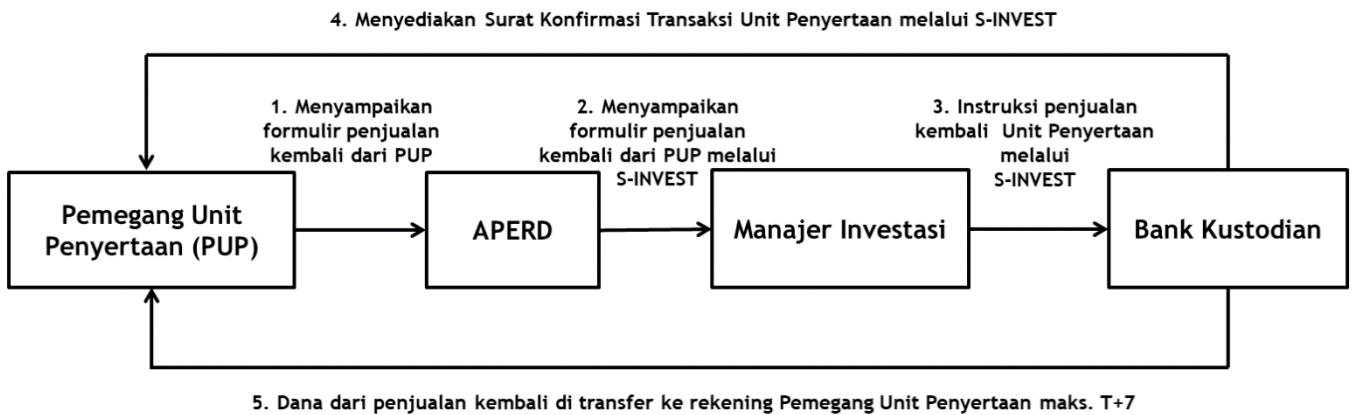 4. Menyediakan Surat Konfirmasi Transaksi Unit Penyertaan melalui S-INVEST
1. Menyampaikan
formulir penjualan
kembali dari PUP
2. Menyampaikan
formulir penjualan
kembali dari PUP melalui
S-INVEST
3. Instruksi penjualan
kembali Unit Penyertaan
melalui
S-INVEST
Pemegang Unit
Penyertaan (PUP)
APERD
Manajer Investasi
Bank Kustodian
5. Dana dari penjualan kembali di transfer ke rekening Pemegang Unit Penyertaan maks. T+7